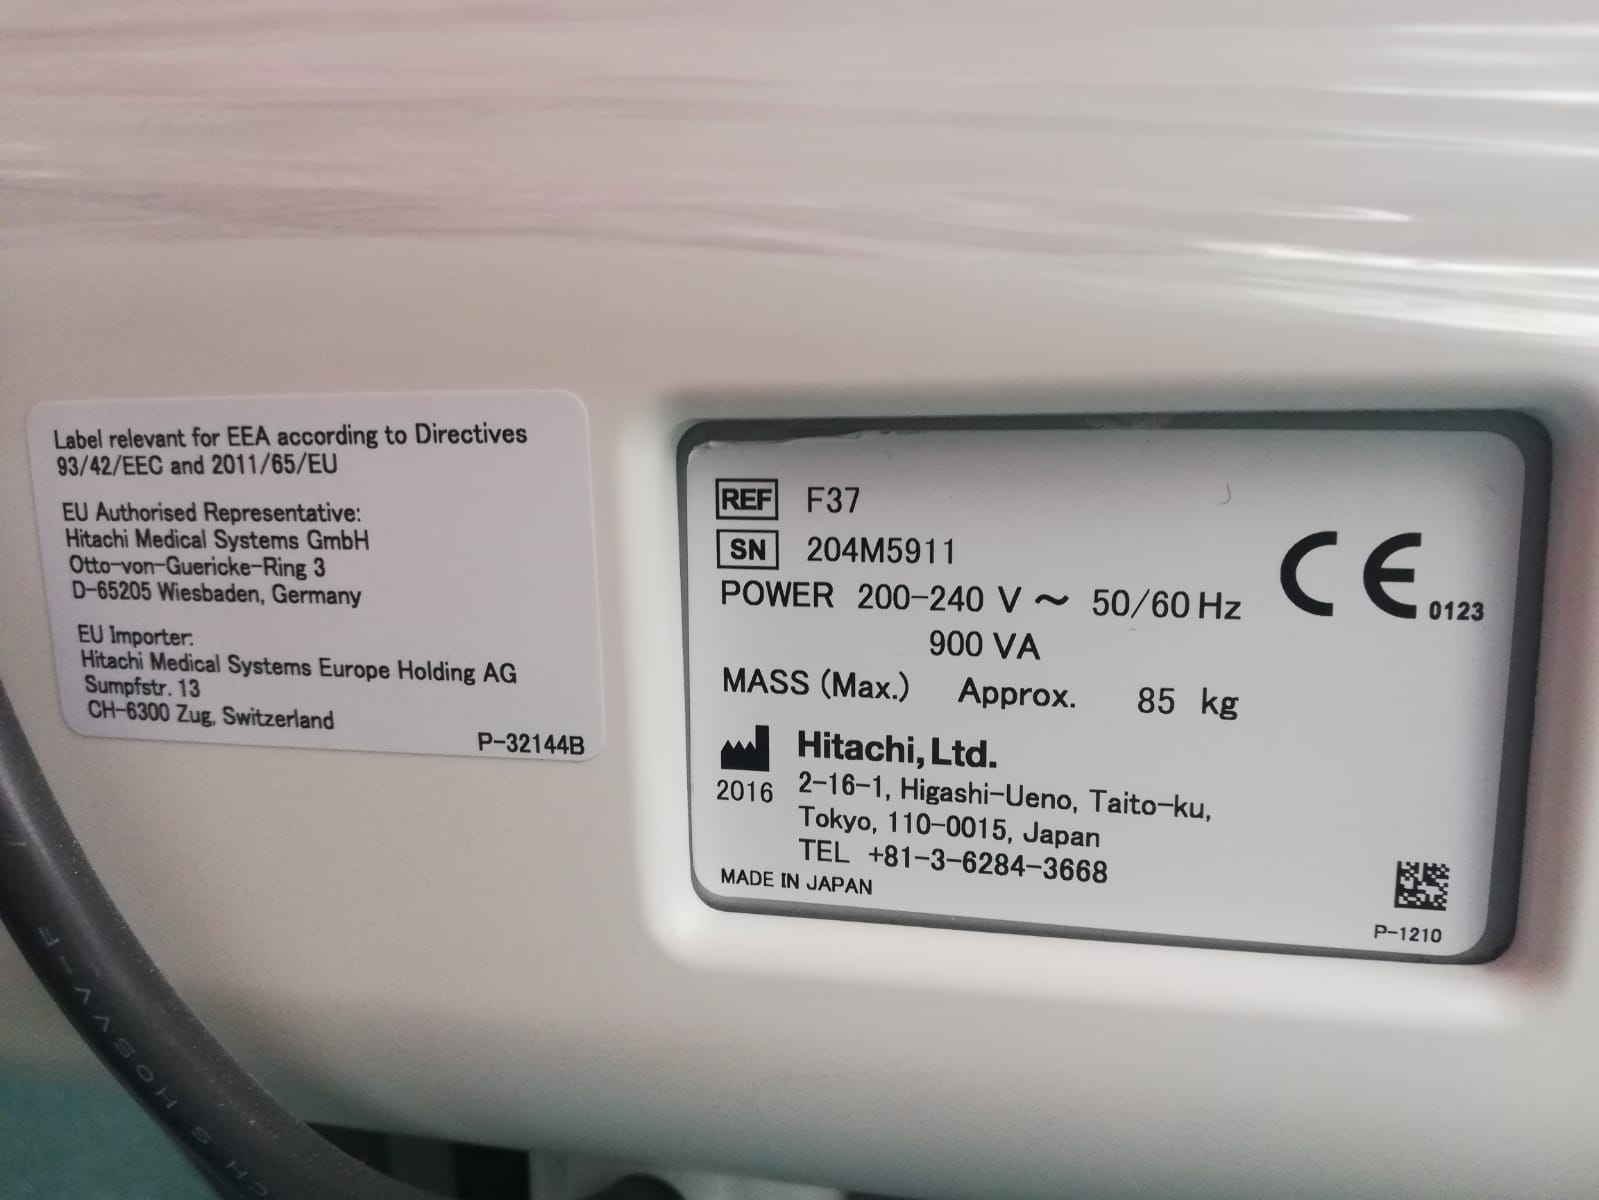 Label relevant for EEA according to Directives
93/42/EEC and 2011/65/EU
EU Authorised Representative:
Hitachi Medical Systems GmbH
Otto-von-Guericke-Ring 3
D-65205 Wiesbaden, Germany
EU Importer:
Hitachi Medical Systems Europe Holding AG
Sumpfstr. 13
CH-6300 Zug, Switzerland
P-32144B
REF F37
SN 204M5911
POWER 200-240 V ~ 50/60 Hz
900 VA
CE 0123
MASS (Max.) Approx. 85 kg
Hitachi, Ltd.
2016 2-16-1, Higashi-Ueno, Taito-ku,
Tokyo, 110-0015, Japan
TEL +81-3-6284-3668
MADE IN JAPAN
P-1210